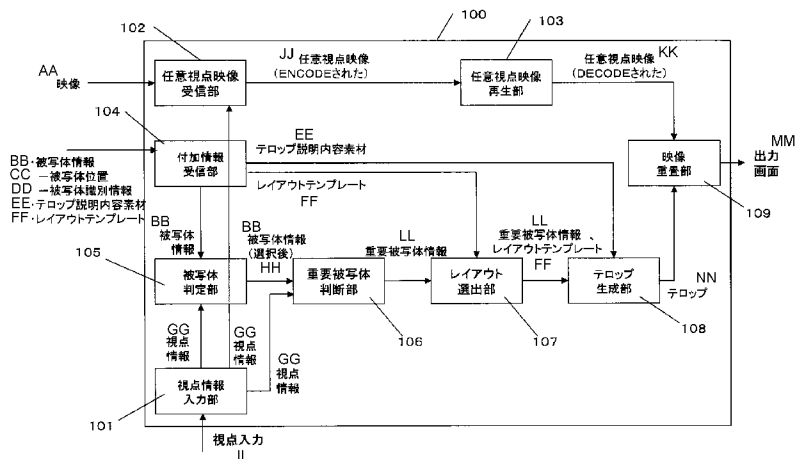 100
102
103
AA
映像
任意視点映像
受信部
JJ 任意視点映像
(ENCODEされた)
任意視点映像
再生部
任意視点映像 KK
(DECODEされた)
104
付加情報
受信部
EE
テロップ説明内容素材
レイアウトテンプレート
FF
BB・被写体情報
CC －被写体位置
DD －被写体識別情報
EE・テロップ説明内容素材
FF・レイアウトテンプレート
映像
重畳部
MM
出力
画面
109
BB
被写体
情報
BB
被写体情報
(選択後)
HH
LL
重要被写体情報
LL
重要被写体情報、
レイアウトテンプレート
FF
105
被写体
判定部
重要被写体
判断部
106
レイアウト
選出部
107
テロップ
生成部
108
NN
テロップ
GG
視点
情報
GG
視点
情報
GG
視点
情報
視点情報
入力部
101
視点入力
II